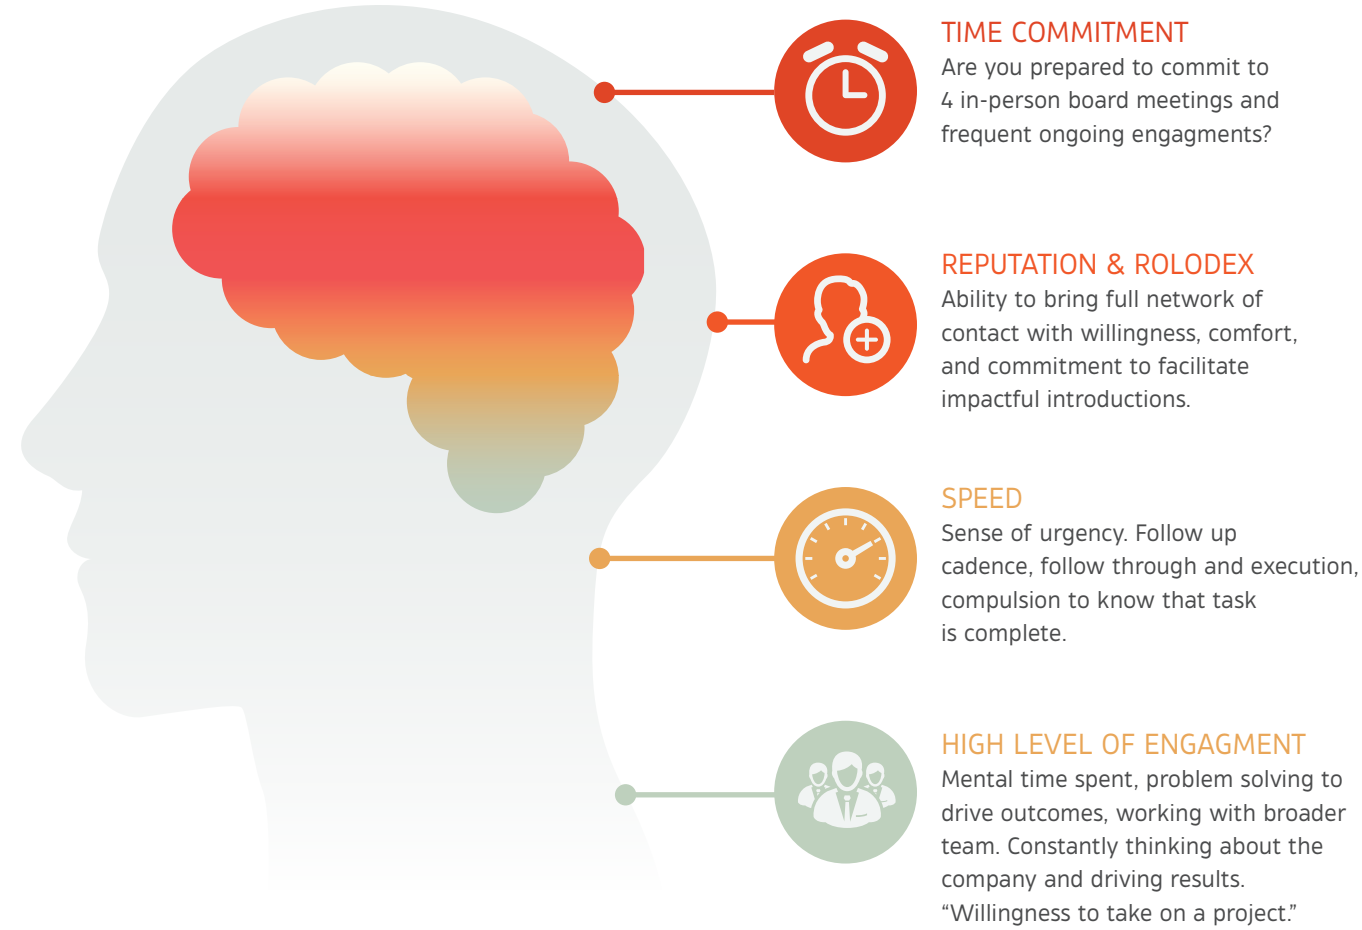 TIME COMMITMENT
Are you prepared to commit to
4 in-person board meetings and
frequent ongoing engagments?
REPUTATION & ROLODEX
Ability to bring full network of
contact with willingness, comfort,
and commitment to facilitate
impactful introductions.
SPEED
Sense of urgency. Follow up
cadence, follow through and execution,
compulsion to know that task
is complete.
HIGH LEVEL OF ENGAGMENT
Mental time spent, problem solving to
drive outcomes, working with broader
team. Constantly thinking about the
company and driving results.
“Willingness to take on a project.”